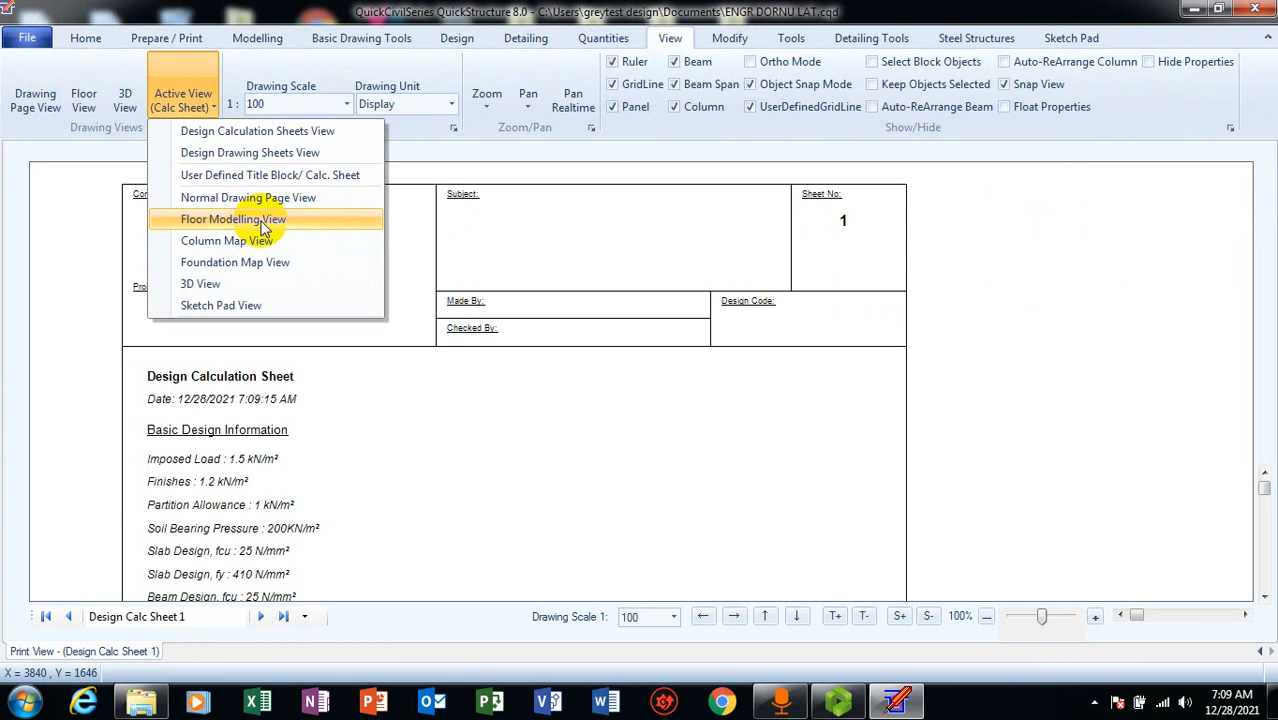 QuickCivilSeries QuickStructure 8.0 - C:\Users\greytest design\Documents\ENGR DORNU LAT.cqd
File Home Prepare / Print Modelling Basic Drawing Tools Design Detailing Quantities View Modify Tools Detailing Tools Steel Structures Sketch Pad
Drawing Page View
Floor View
3D View
Active View (Calc Sheet)
Drawing Views
Drawing Scale
1 : 100
Drawing Unit
Display
Zoom
Pan
Pan Realtime
Zoom/Pan
Ruler Beam Ortho Mode Select Block Objects Auto-ReArrange Column Hide Properties
GridLine Beam Span Object Snap Mode Keep Objects Selected Snap View
Panel Column UserDefinedGridLine Auto-ReArrange Beam Float Properties
Show/Hide
Design Calculation Sheets View
Design Drawing Sheets View
User Defined Title Block/ Calc. Sheet
Normal Drawing Page View
Floor Modelling View
Column Map View
Foundation Map View
3D View
Sketch Pad View
Subject:
Sheet No:
1
Made By:
Design Code:
Checked By:
Design Calculation Sheet
Date: 12/28/2021 7:09:15 AM
Basic Design Information
Imposed Load : 1.5 kN/m²
Finishes : 1.2 kN/m²
Partition Allowance : 1 kN/m²
Soil Bearing Pressure : 200KN/m²
Slab Design, fcu : 25 N/mm²
Slab Design, fy : 410 N/mm²
Beam Design, fcu : 25 N/mm²
Design Calc Sheet 1
Drawing Scale 1: 100
T+ T- S+ S- 100%
Print View - (Design Calc Sheet 1)
X = 3840, Y = 1646
7:09 AM
12/28/2021